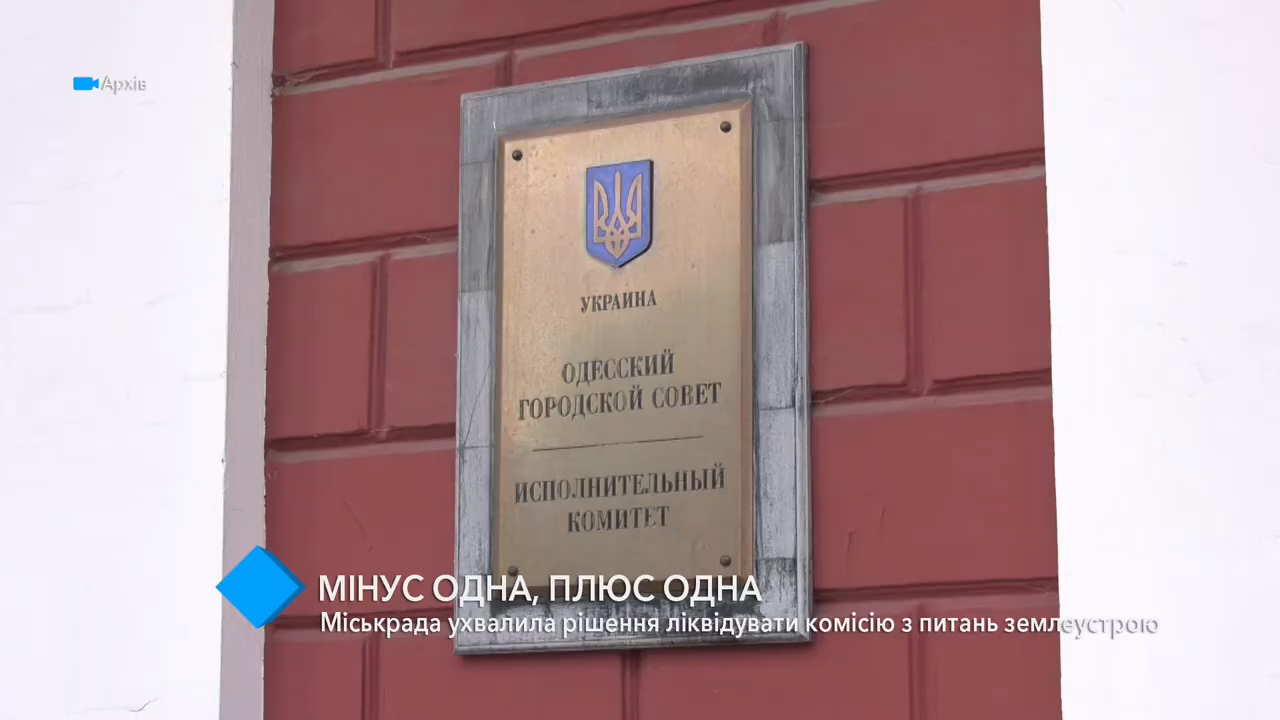 Архів
УКРАИНА
ОДЕССКИЙ
ГОРОДСКОЙ СОВЕТ
ИСПОЛНИТЕЛЬНЫЙ
КОМИТЕТ
МІНУС ОДНА, ПЛЮС ОДНА
Міськрада ухвалила рішення ліквідувати комісію з питань землеустрою